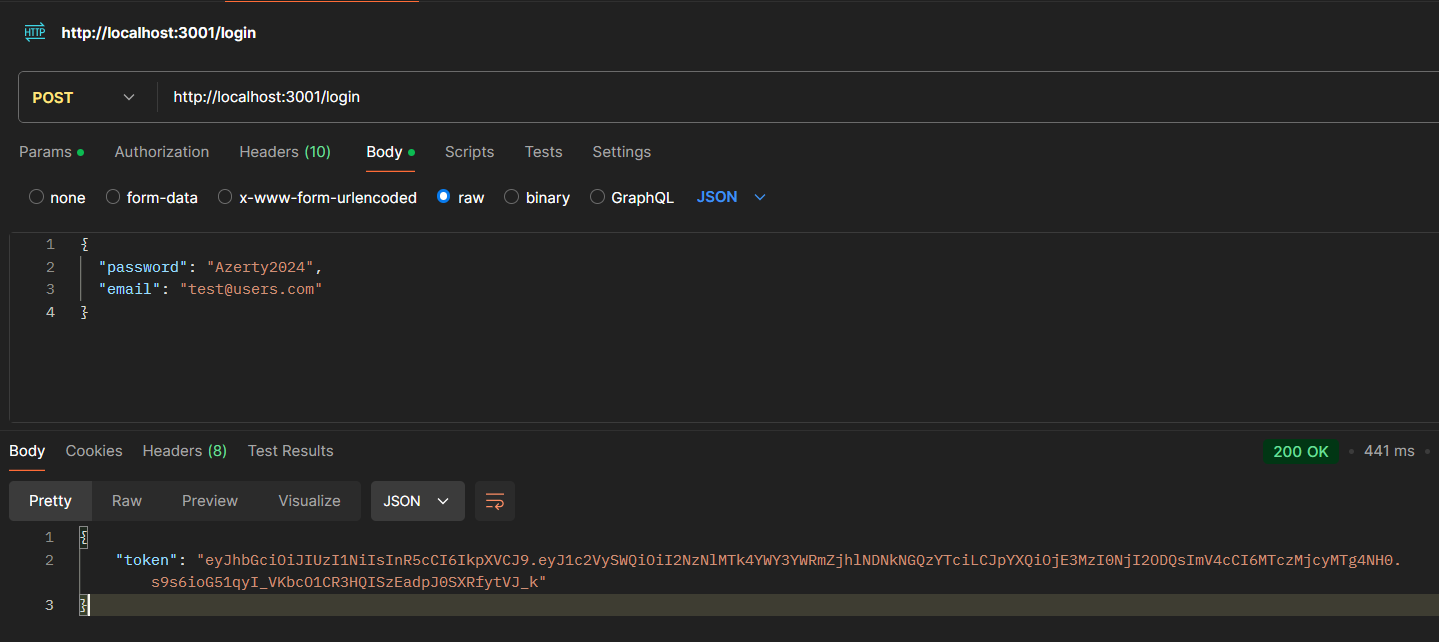 HTTP http://localhost:3001/login
POST http://localhost:3001/login
Params Authorization Headers (10) Body Scripts Tests Settings
none form-data x-www-form-urlencoded raw binary GraphQL JSON
1 {
2 "password": "Azerty2024",
3 "email": "test@users.com"
4 }
Body Cookies Headers (8) Test Results 200 OK • 441 ms •
Pretty Raw Preview Visualize JSON
1 {
2 "token": "eyJhbGciOiJIUzI1NiIsInR5cCI6IkpXVCJ9.eyJ1c2VySWQiOiI2NzNlMTk4YWY3YWRmZjhlNDNkNGQzYTciLCJpYXQiOjE3MzI0NjI2ODQsImV4cCI6MTczMjcyMTg4NH0.
s9s6ioG51qyI_VKbcO1CR3HQISzEadpJ0SXRfytVJ_k"
3 }